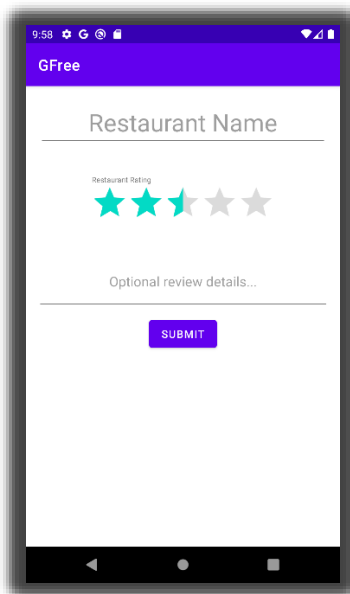 9:58
GFree
Restaurant Name
Restaurant Rating
Optional review details...
SUBMIT